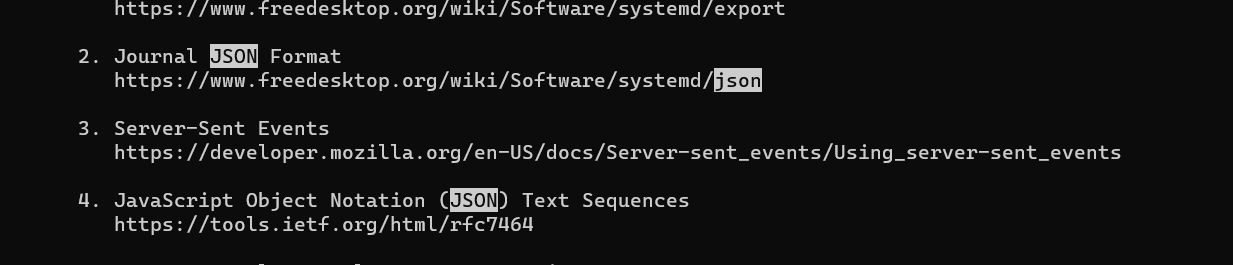 https://www.freedesktop.org/wiki/Software/systemd/export
2. Journal JSON Format
https://www.freedesktop.org/wiki/Software/systemd/json
3. Server-Sent Events
https://developer.mozilla.org/en-US/docs/Server-sent_events/Using_server-sent_events
4. JavaScript Object Notation (JSON) Text Sequences
https://tools.ietf.org/html/rfc7464